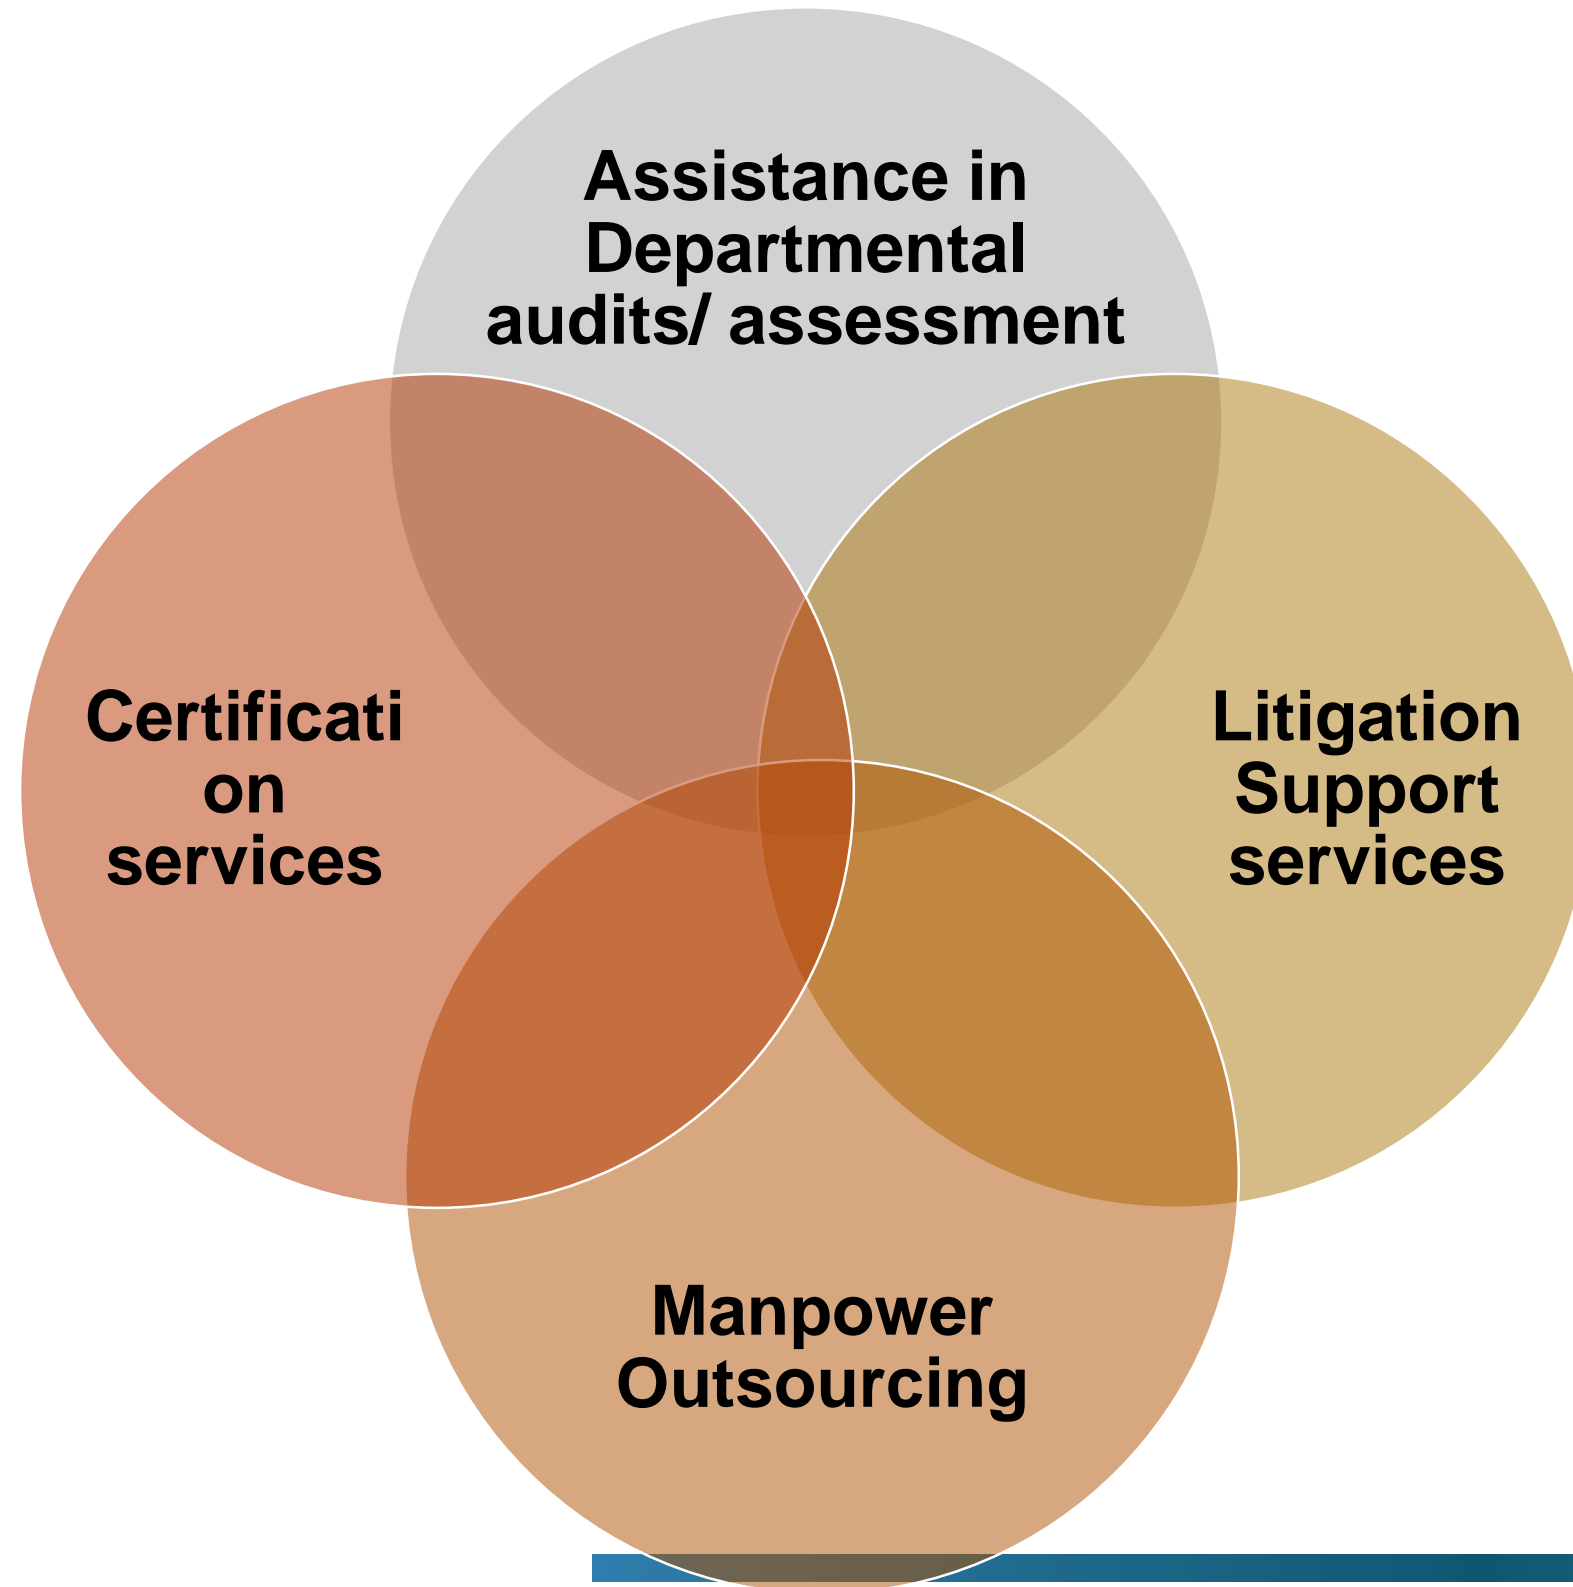 Assistance in
Departmental
audits/ assessment
Certificati
on
services
Litigation
Support
services
Manpower
Outsourcing